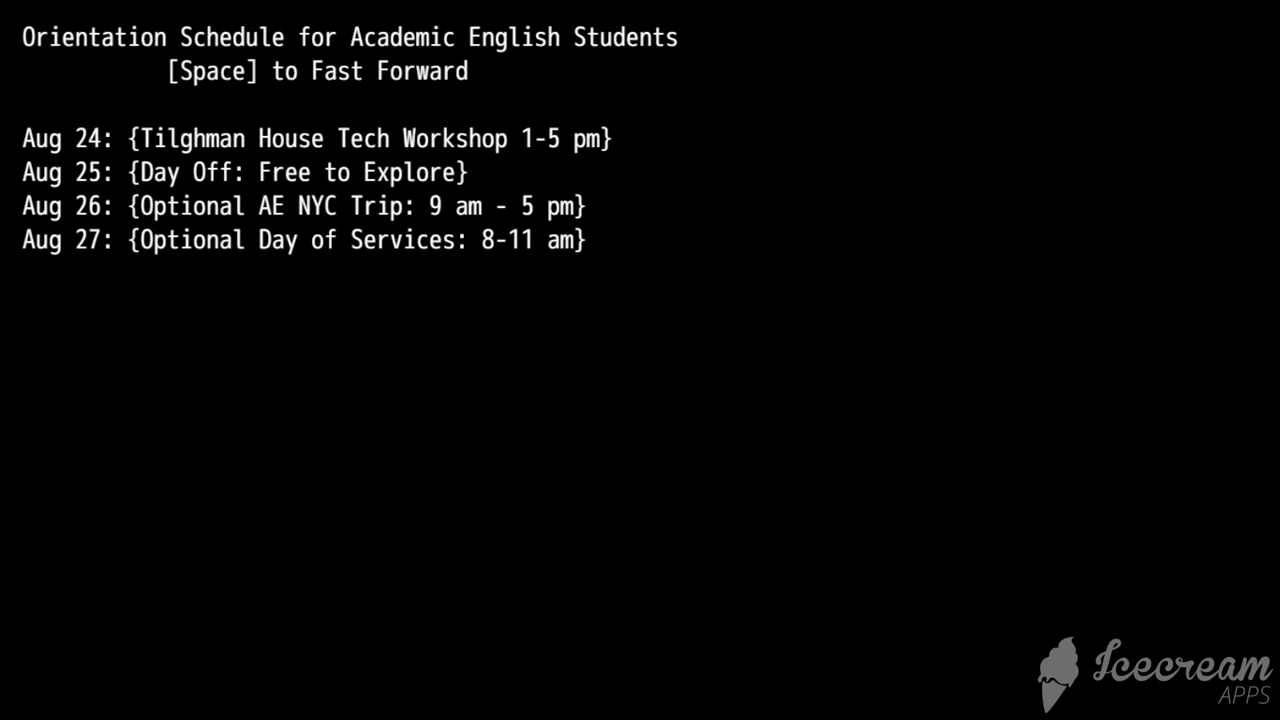 Orientation Schedule for Academic English Students
[Space] to Fast Forward
Aug 24: {Tilghman House Tech Workshop 1-5 pm}
Aug 25: {Day Off: Free to Explore}
Aug 26: {Optional AE NYC Trip: 9 am - 5 pm}
Aug 27: {Optional Day of Services: 8-11 am}
Icecream
APPS